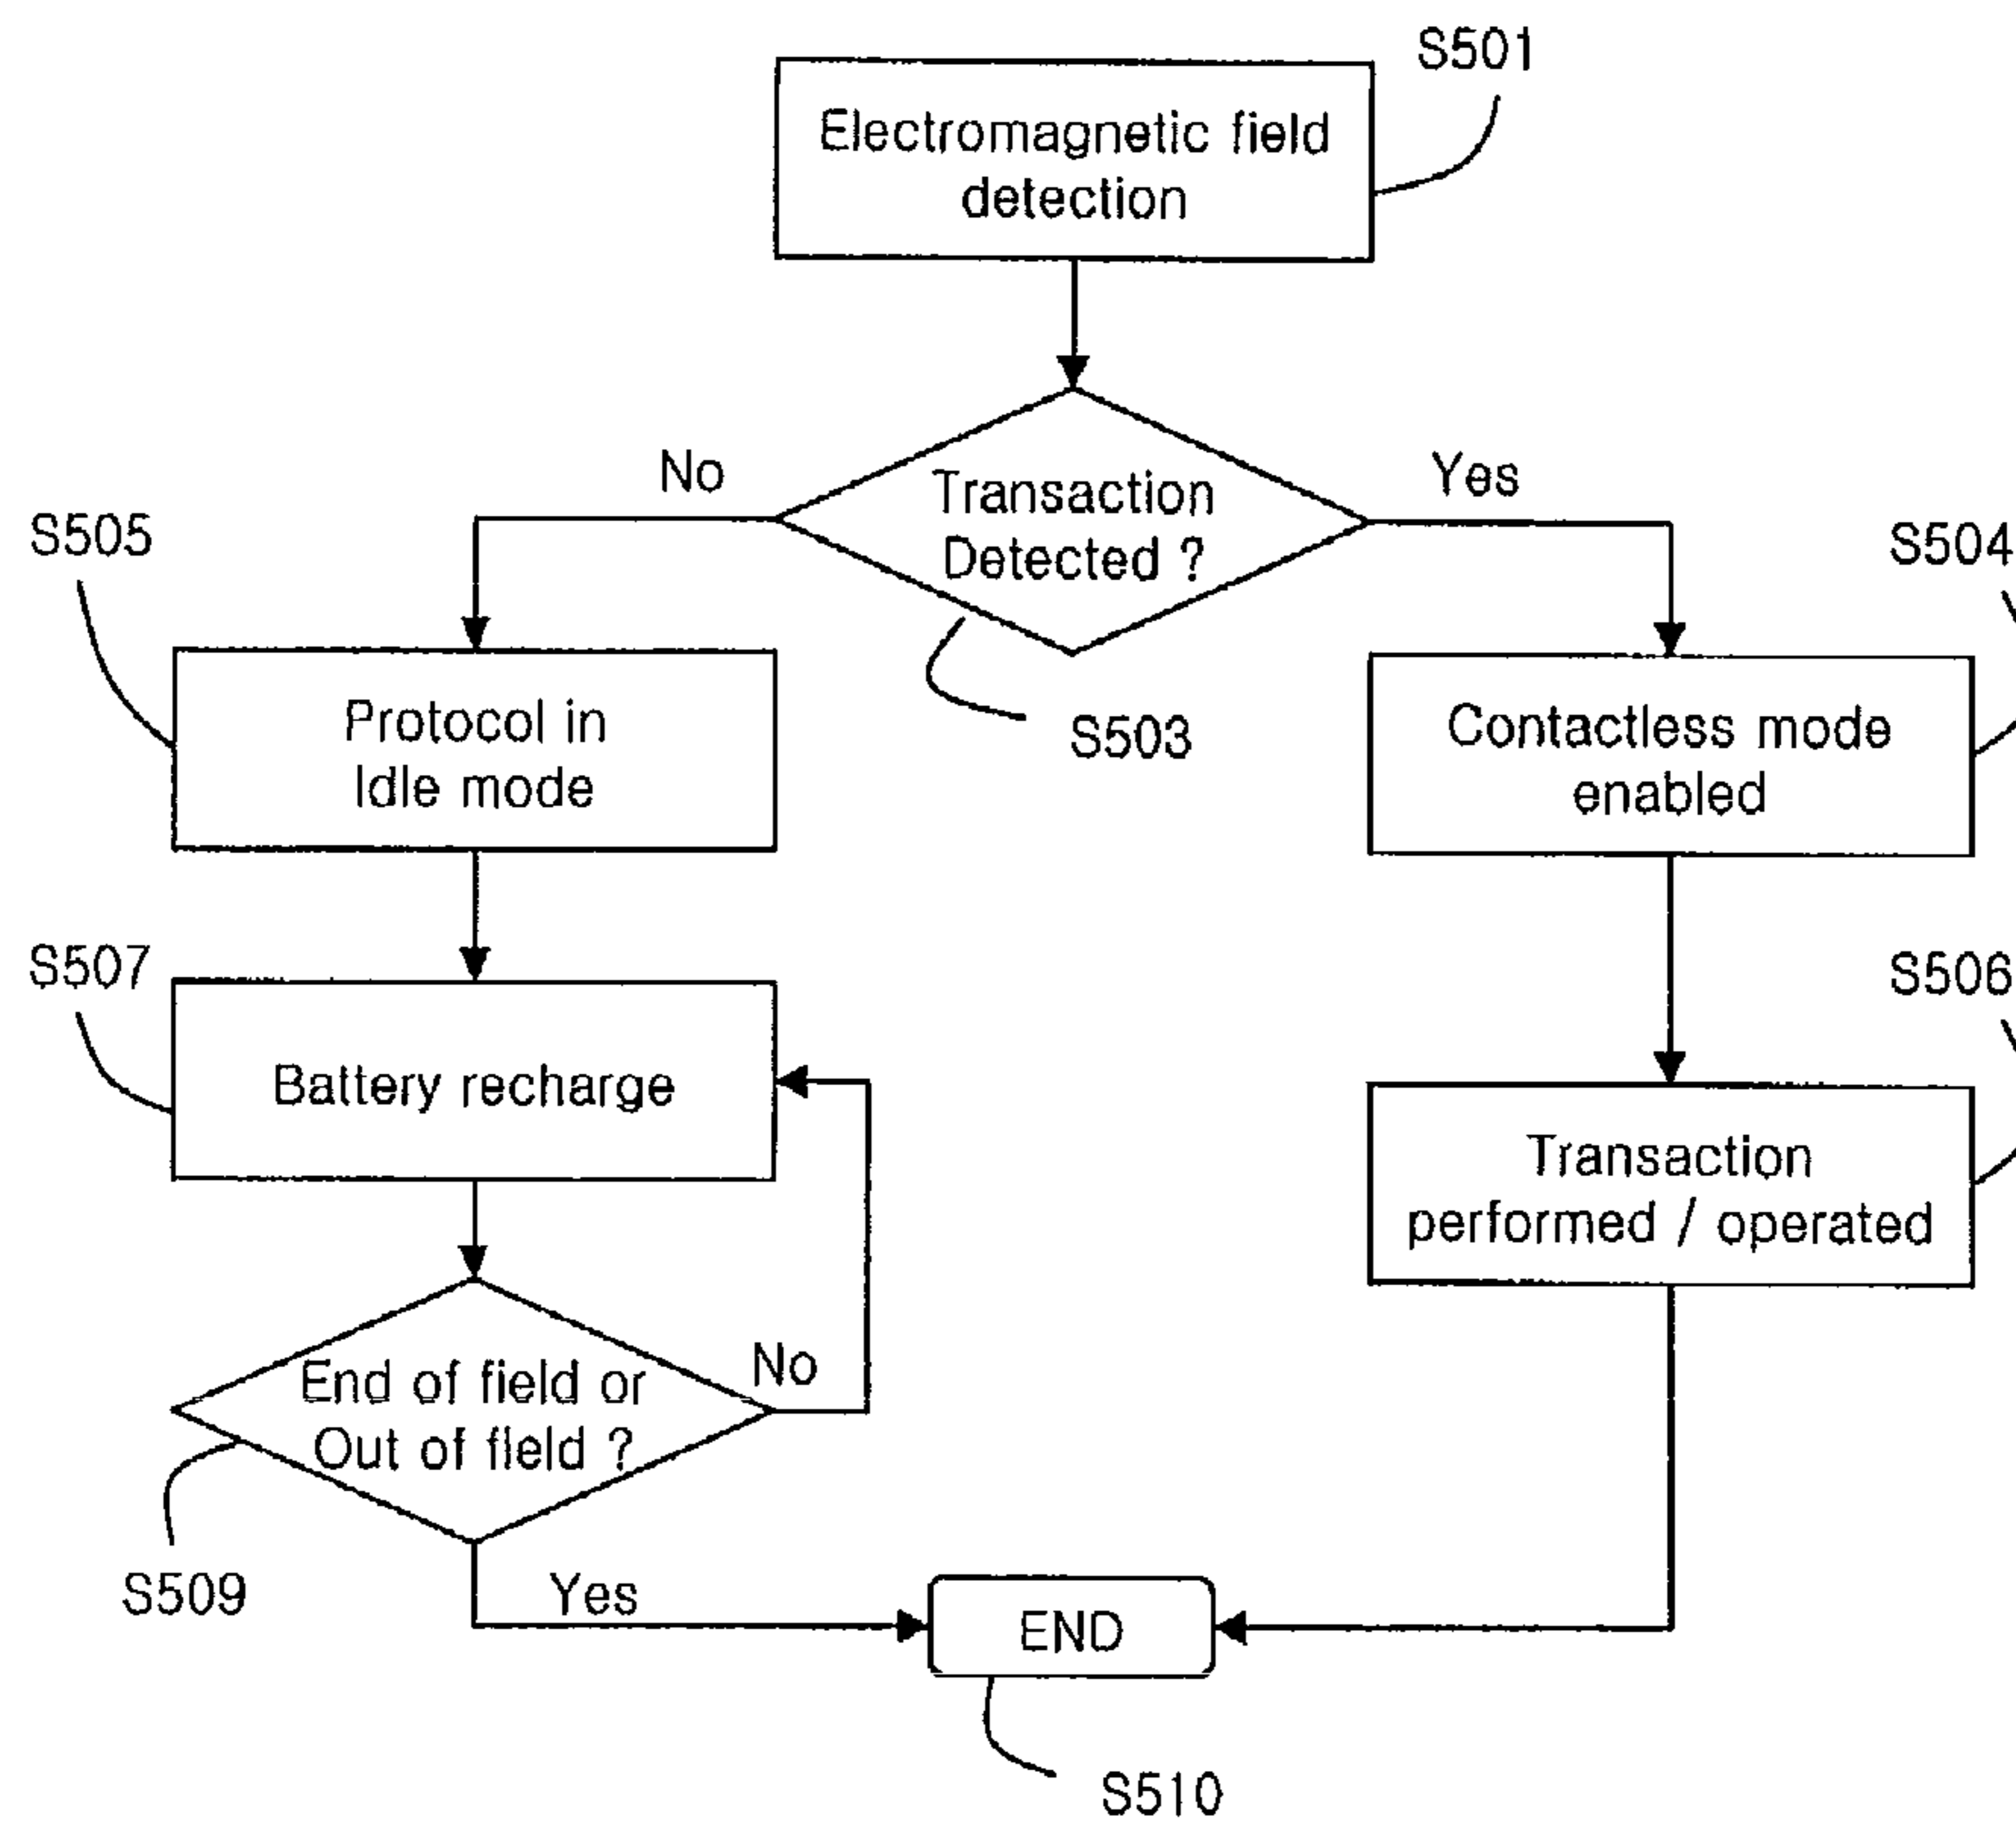 S501
Electromagnetic field
detection
No
Yes
Transaction
Detected ?
S505
S504
S503
Protocol in
Idle mode
Contactless mode
enabled
S507
S506
Battery recharge
Transaction
performed / operated
No
End of field or
Out of field ?
S509
Yes
END
S510